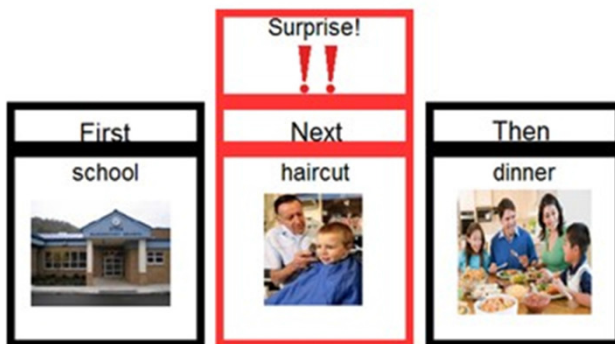 Surprise!
!!
First
Next
Then
school
haircut
dinner